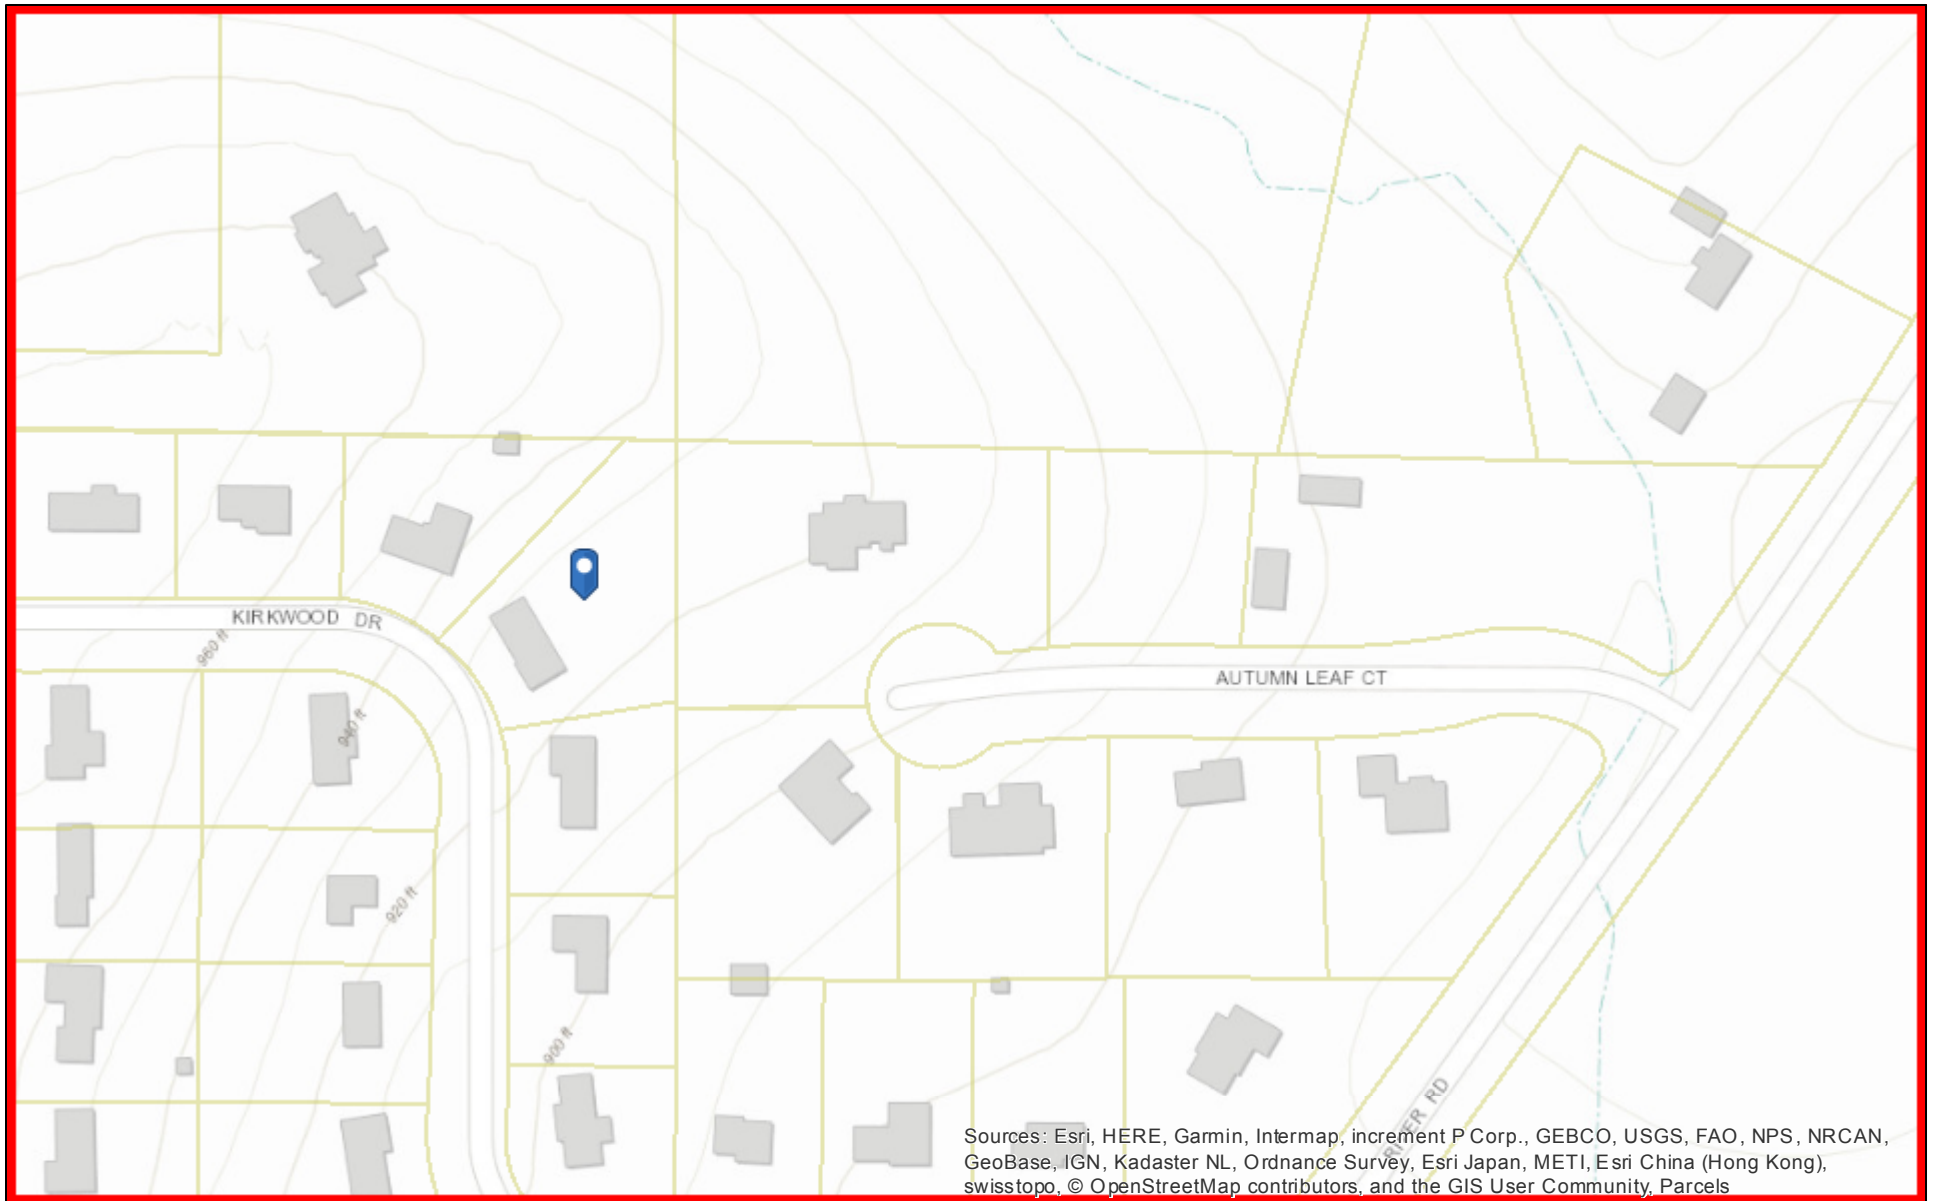 KIRKWOOD DR
960 ft
AUTUMN LEAF CT
940 ft
920 ft
900 ft
RIVER RD
Sources: Esri, HERE, Garmin, Intermap, increment P Corp., GEBCO, USGS, FAO, NPS, NRCAN,
GeoBase, IGN, Kadaster NL, Ordnance Survey, Esri Japan, METI, Esri China (Hong Kong),
swisstopo, © OpenStreetMap contributors, and the GIS User Community, Parcels